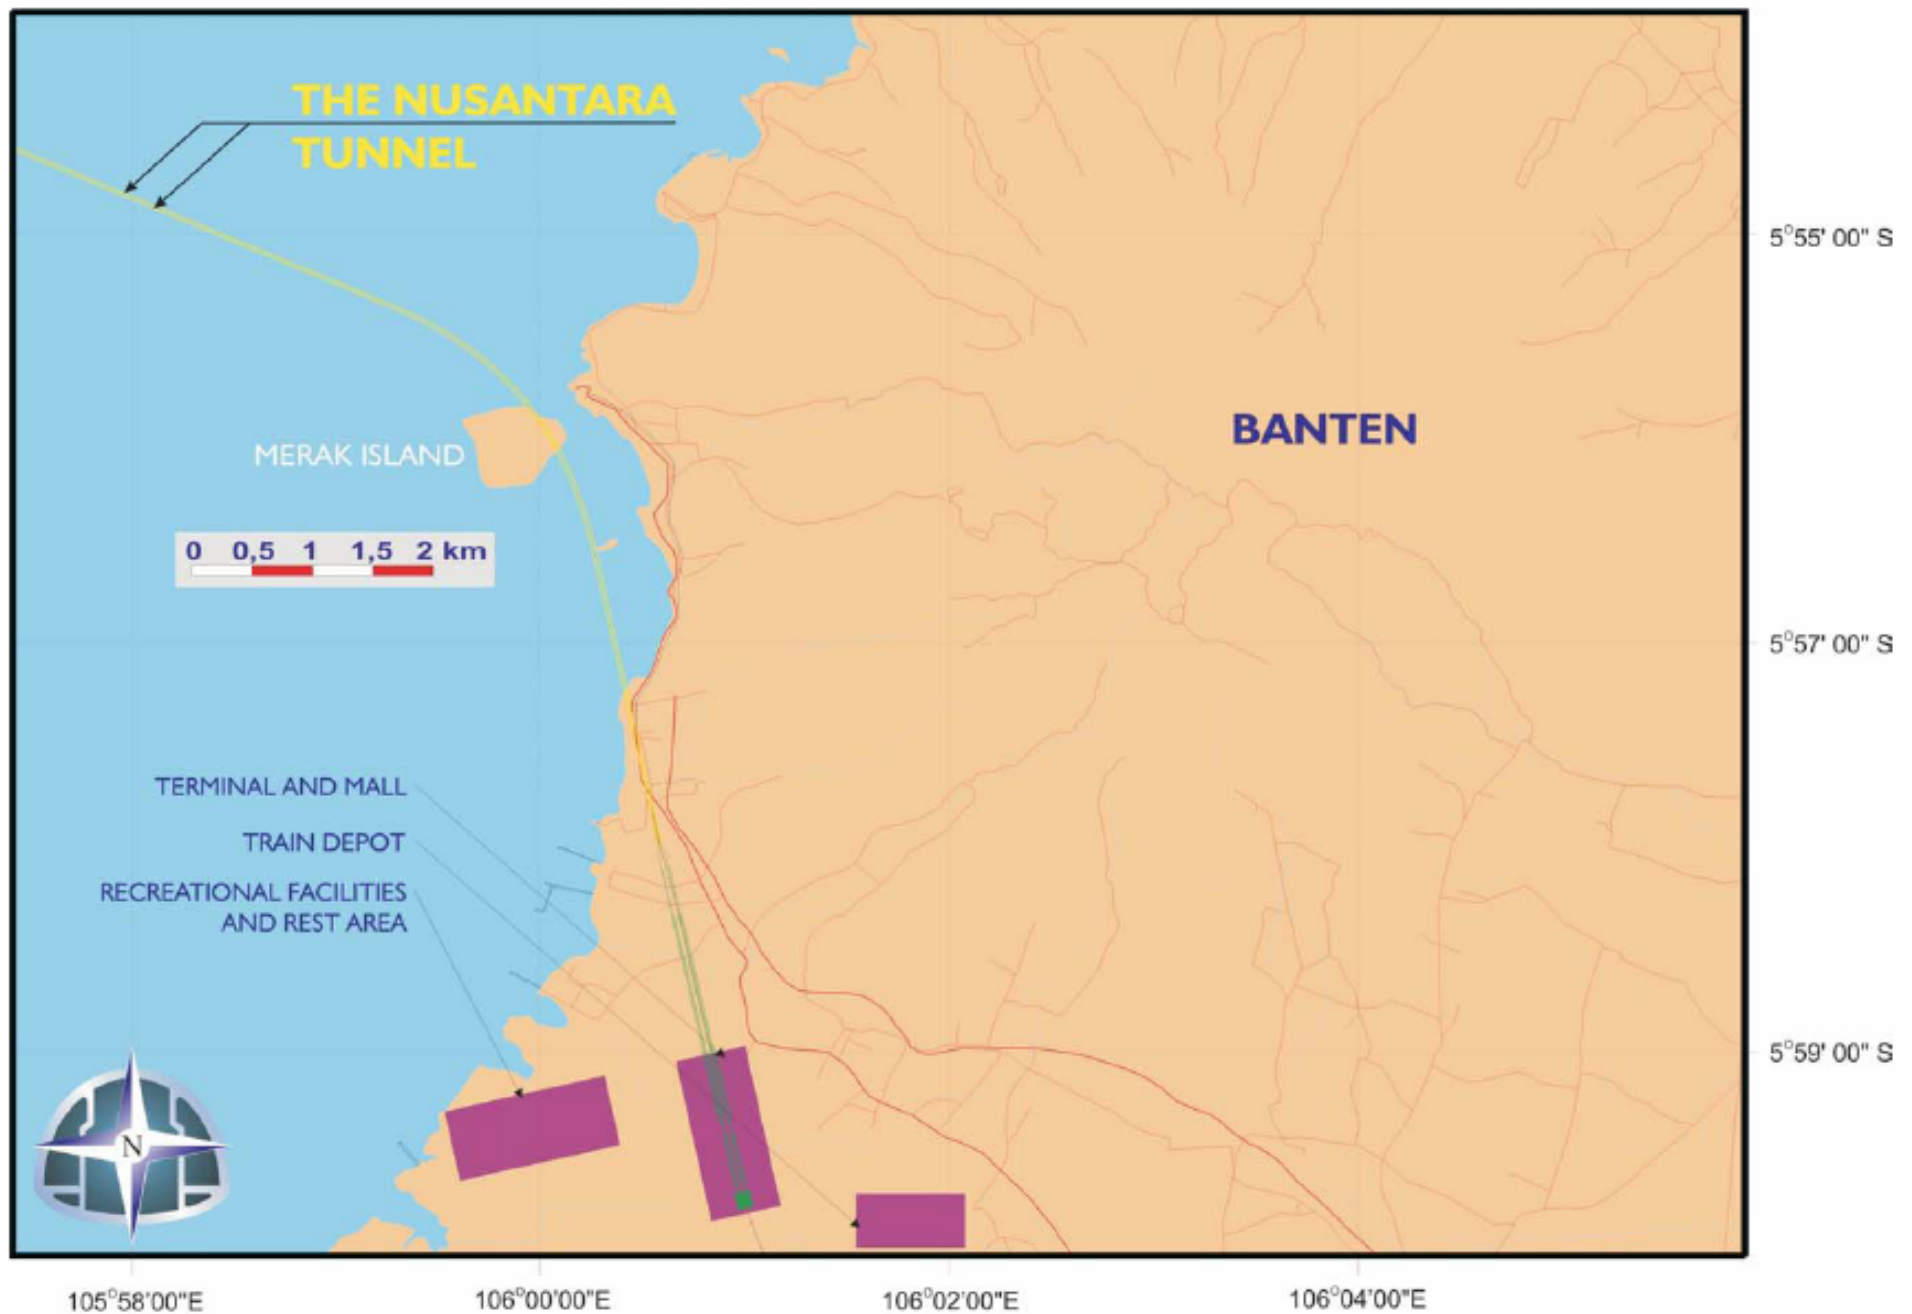 THE NUSANTARA
TUNNEL
5°55' 00" S
BANTEN
MERAK ISLAND
0 0,5 1 1,5 2 km
5°57' 00" S
TERMINAL AND MALL
TRAIN DEPOT
RECREATIONAL FACILITIES
AND REST AREA
5°59' 00" S
N
105°58'00"E 106°00'00"E 106°02'00"E 106°04'00"E